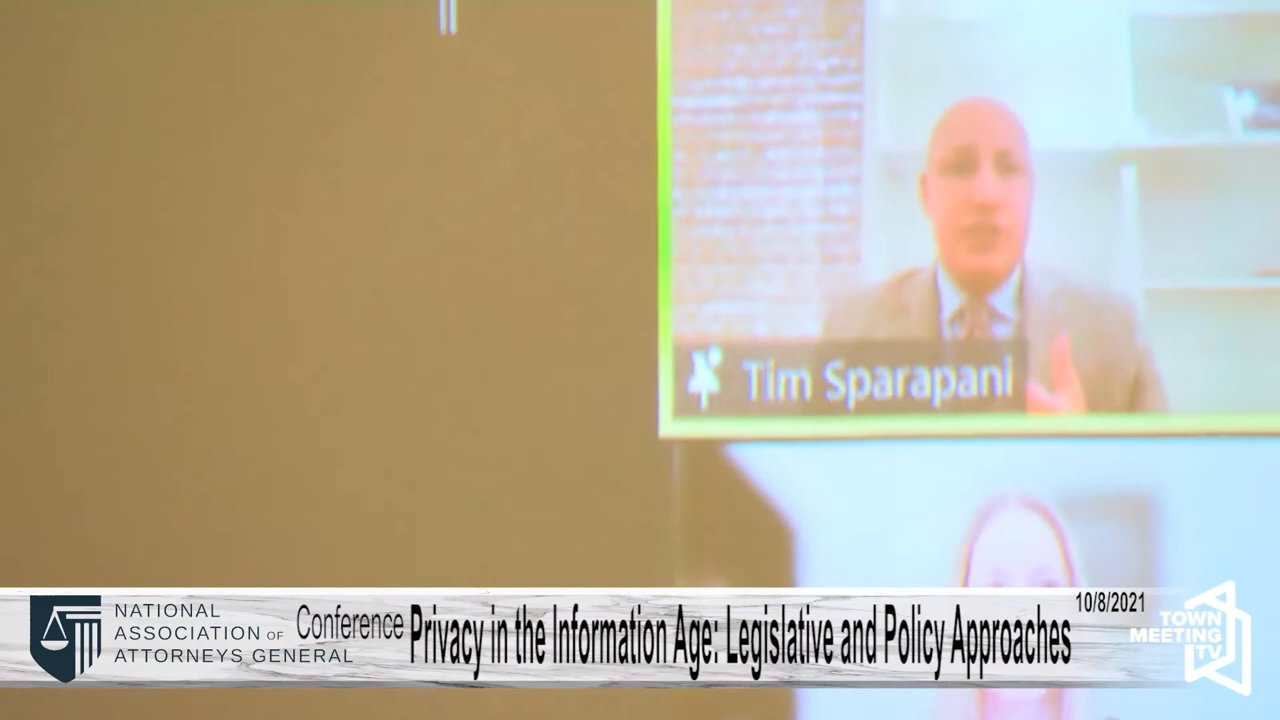 Tim Sparapani
NATIONAL
ASSOCIATION OF
ATTORNEYS GENERAL
Conference Privacy in the Information Age: Legislative and Policy Approaches
10/8/2021
TOWN
MEETING
TV